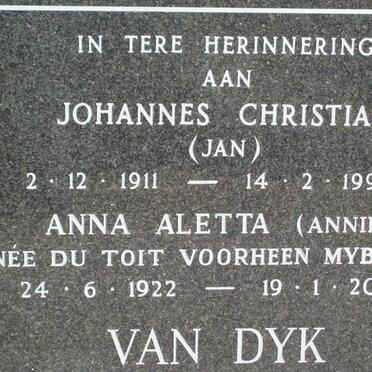 IN TERE HERINNERING
AAN
JOHANNES CHRISTIA
(JAN)
2 · 12 · 1911 — 14 · 2 · 199
ANNA ALETTA (ANNI
NÉE DU TOIT VOORHEEN MYB
24 · 6 · 1922 — 19 · 1 · 20
VAN DYK